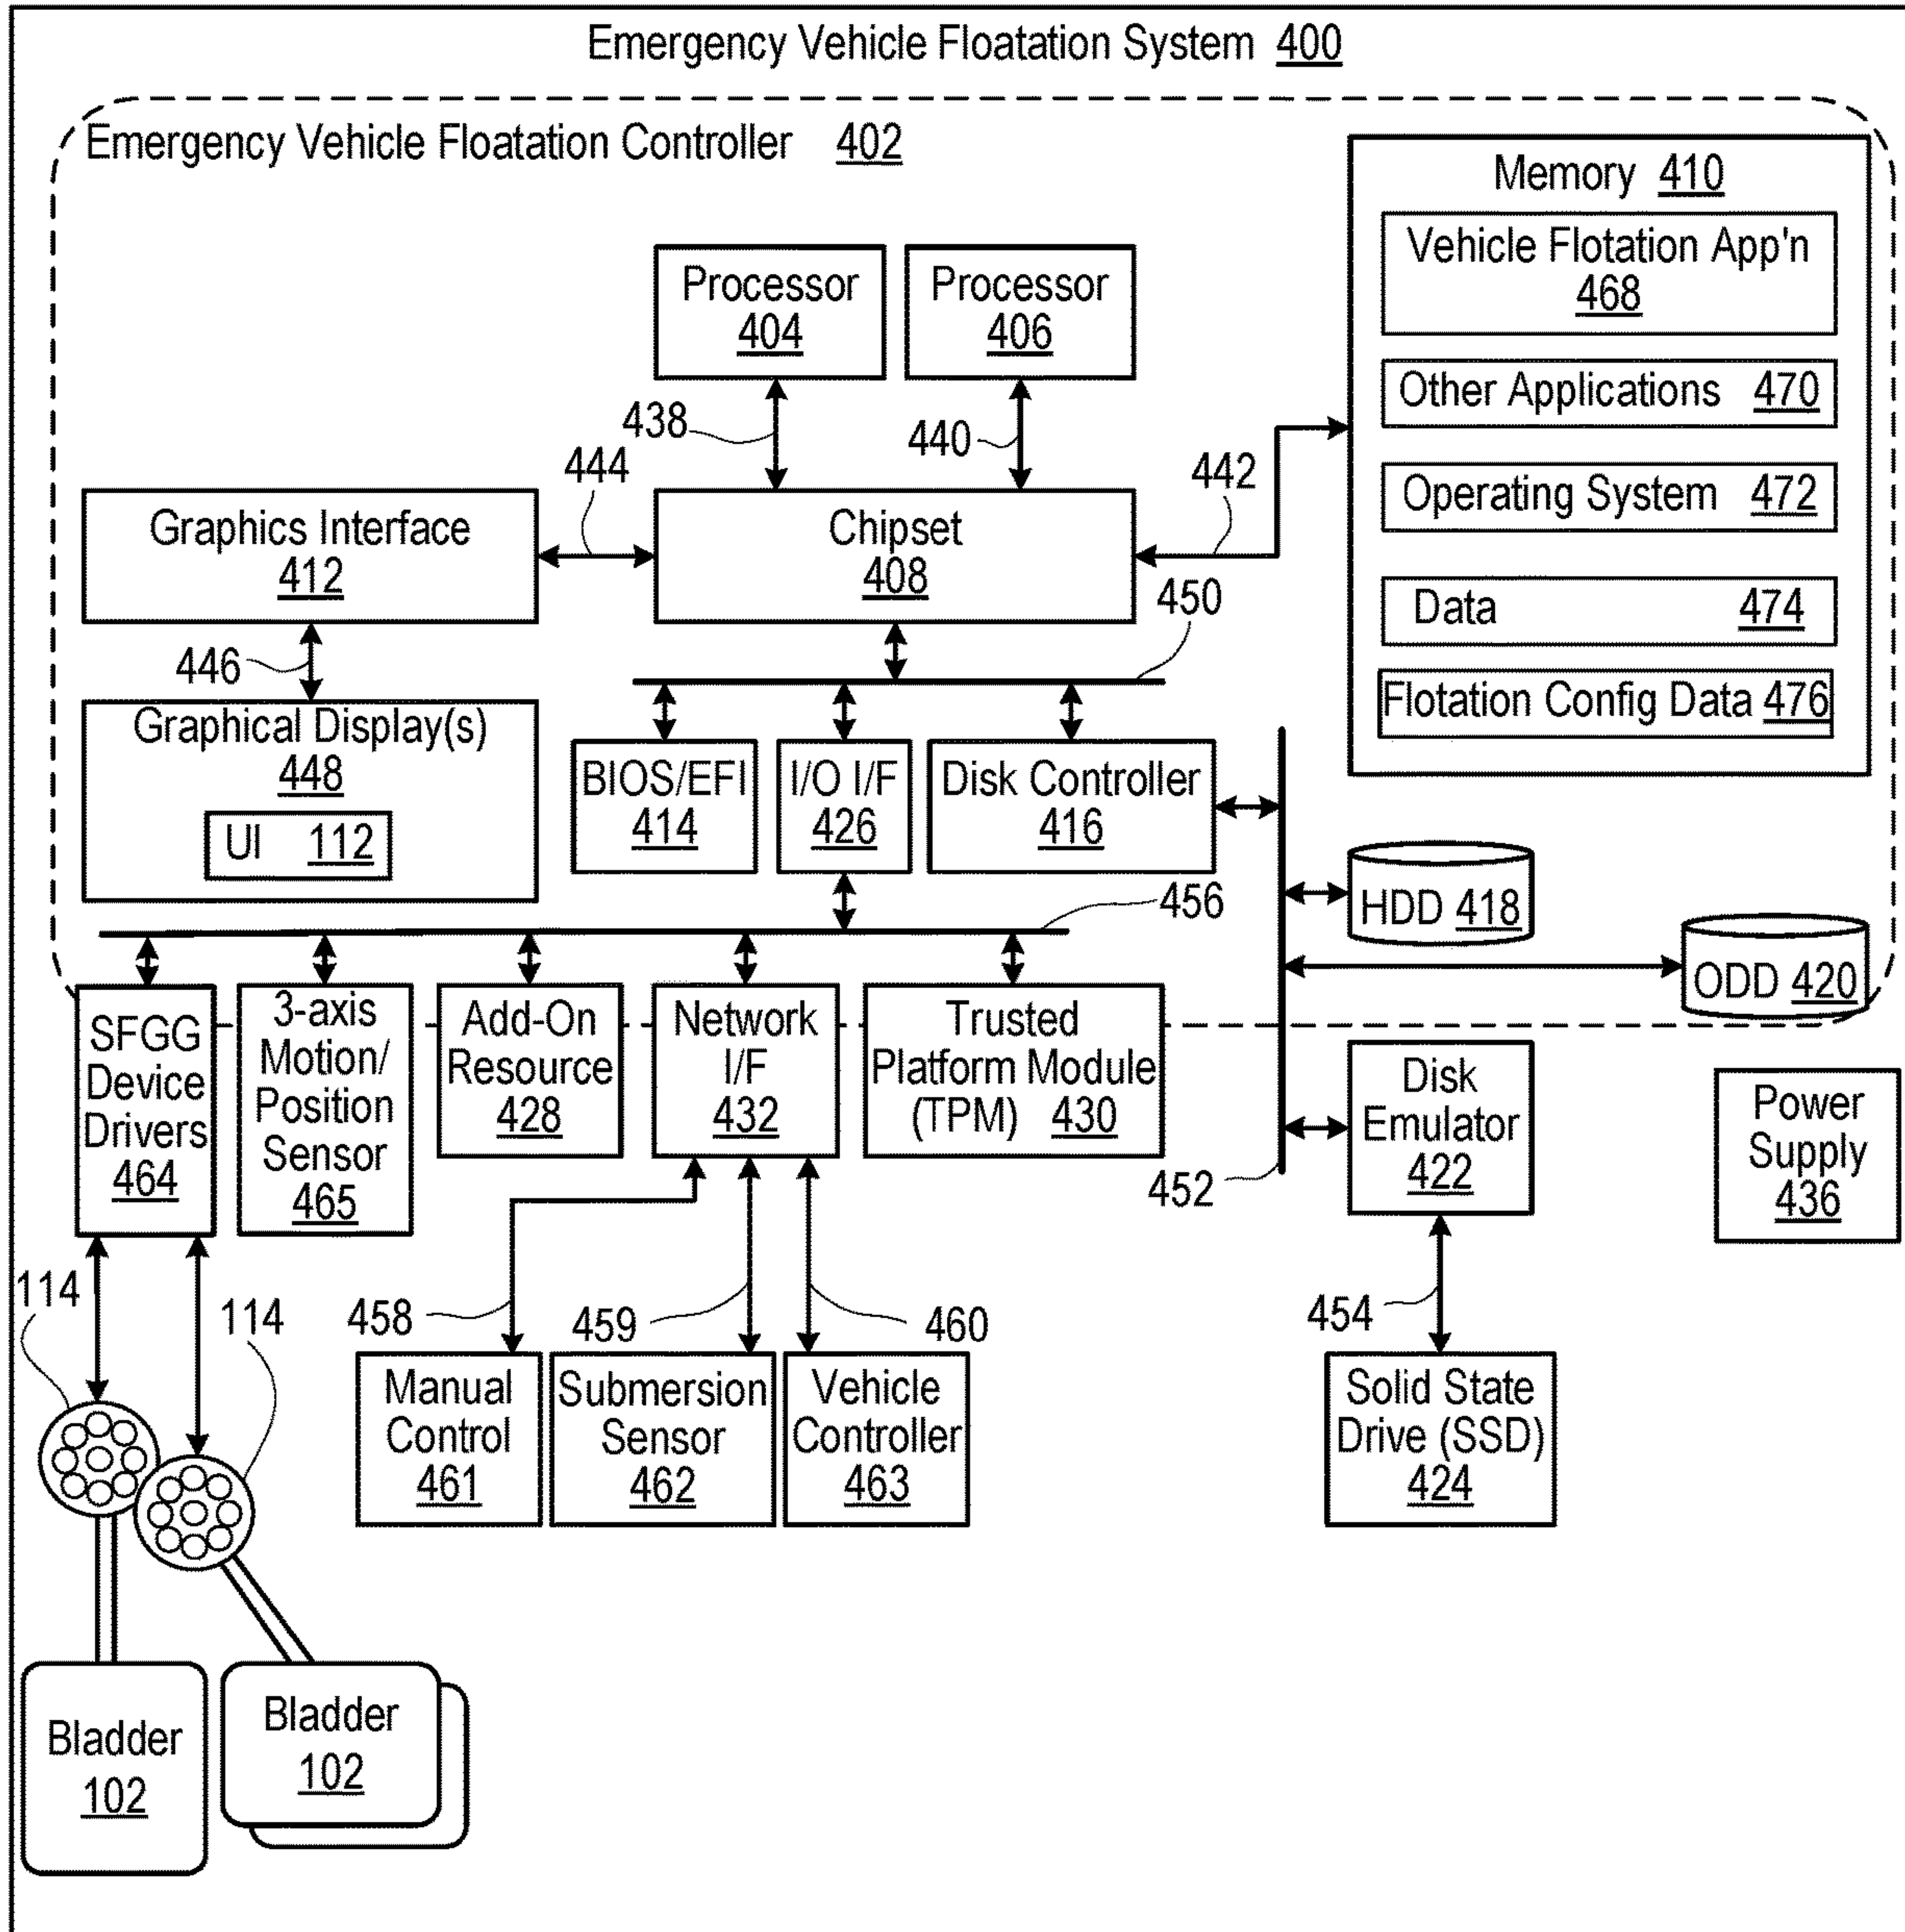 Emergency Vehicle Floatation System 400
Emergency Vehicle Floatation Controller 402
Memory 410
Vehicle Flotation App'n
468
Other Applications 470
Operating System 472
Data 474
Flotation Config Data 476
Processor
404
Processor
406
438
440
444
442
Graphics Interface
412
Chipset
408
450
446
Graphical Display(s)
448
UI 112
BIOS/EFI
414
I/O I/F
426
Disk Controller
416
456
HDD 418
ODD 420
SFGG
Device
Drivers
464
3-axis
Motion/
Position
Sensor
465
Add-On
Resource
428
Network
I/F
432
Trusted
Platform Module
(TPM) 430
452
Disk
Emulator
422
Power
Supply
436
114
114
458
459
460
454
Manual
Control
461
Submersion
Sensor
462
Vehicle
Controller
463
Solid State
Drive (SSD)
424
Bladder
102
Bladder
102